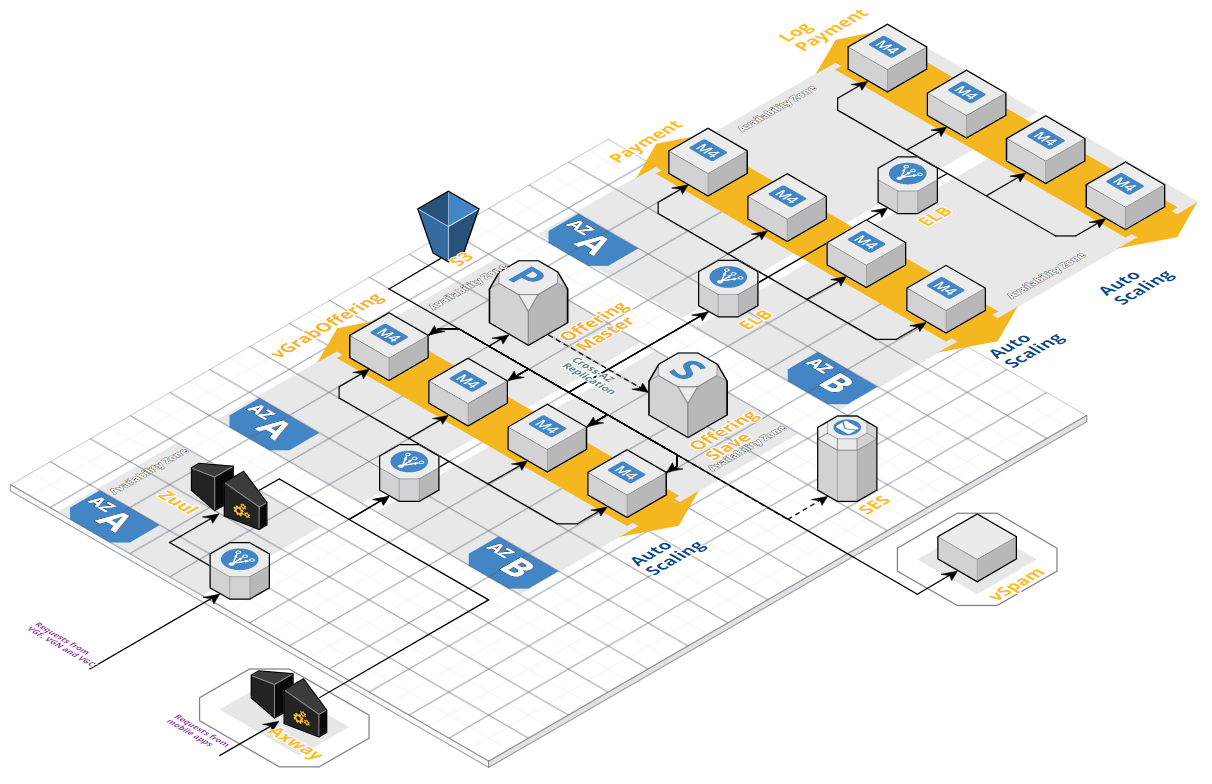 Log
Payment
M4
M4
M4
M4
Availability Zone
Availability Zone
Auto
Scaling
ELB
Payment
M4
M4
M4
M4
AZ A
AZ B
Auto
Scaling
ELB
S3
Availability Zone
P
Offering
Master
Cross-AZ
Replication
S
Offering
Slave
Availability Zone
vGrabOffering
M4
M4
M4
M4
AZ A
AZ B
Auto
Scaling
SES
vSpam
Availability Zone
Zuul
AZ A
Requests from
VGr, VGN and VGC
Requests from
mobile apps
Axway